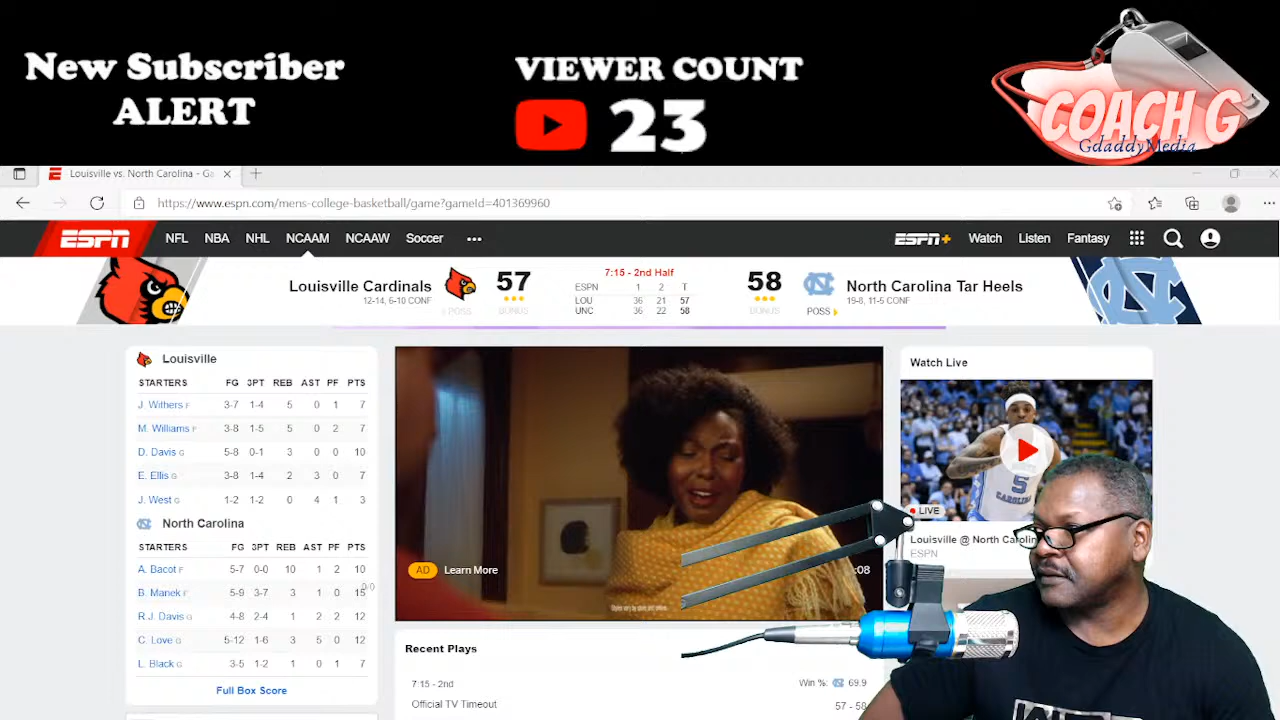 New Subscriber
ALERT
VIEWER COUNT
23
COACH G
GdaddyMedia
Louisville vs. North Carolina - Ga
https://www.espn.com/mens-college-basketball/game?gameId=401369960
ESPN NFL NBA NHL NCAAM NCAAW Soccer ••• ESPN+ Watch Listen Fantasy
Louisville Cardinals
12-14, 6-10 CONF
POSS
57
BONUS
7:15 - 2nd Half
ESPN 1 2 T
LOU 36 21 57
UNC 36 22 58
58
BONUS
North Carolina Tar Heels
19-8, 11-5 CONF
POSS
Louisville
STARTERS FG 3PT REB AST PF PTS
J. Withers F 3-7 1-4 5 0 1 7
M. Williams F 3-8 1-5 5 0 2 7
D. Davis G 5-8 0-1 3 0 0 10
E. Ellis G 3-8 1-4 2 3 0 7
J. West G 1-2 1-2 0 4 1 3
North Carolina
STARTERS FG 3PT REB AST PF PTS
A. Bacot F 5-7 0-0 10 1 2 10
B. Manek F 5-9 3-7 3 1 0 15
R.J. Davis G 4-8 2-4 1 2 2 12
C. Love G 5-12 1-6 3 5 0 12
L. Black G 3-5 1-2 1 1 1 7
Full Box Score
AD Learn More
:08
Recent Plays
7:15 - 2nd
Win %: 69.9
Official TV Timeout
57 - 58
Watch Live
5
CAROLINA
LIVE
Louisville @ North Carolin
ESPN